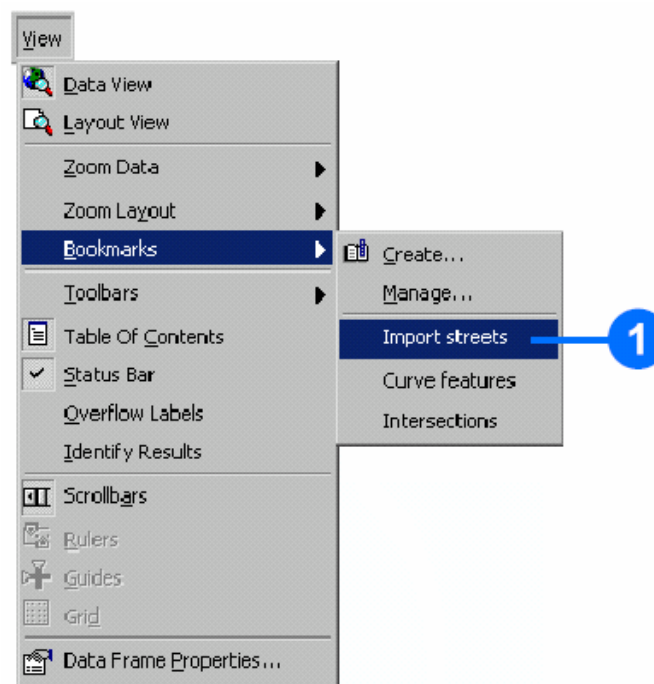 View
Data View
Layout View
Zoom Data
Zoom Layout
Bookmarks
Create...
Manage...
Import streets
1
Curve features
Intersections
Toolbars
Table Of Contents
Status Bar
Overflow Labels
Identify Results
Scrollbars
Rulers
Guides
Grid
Data Frame Properties...